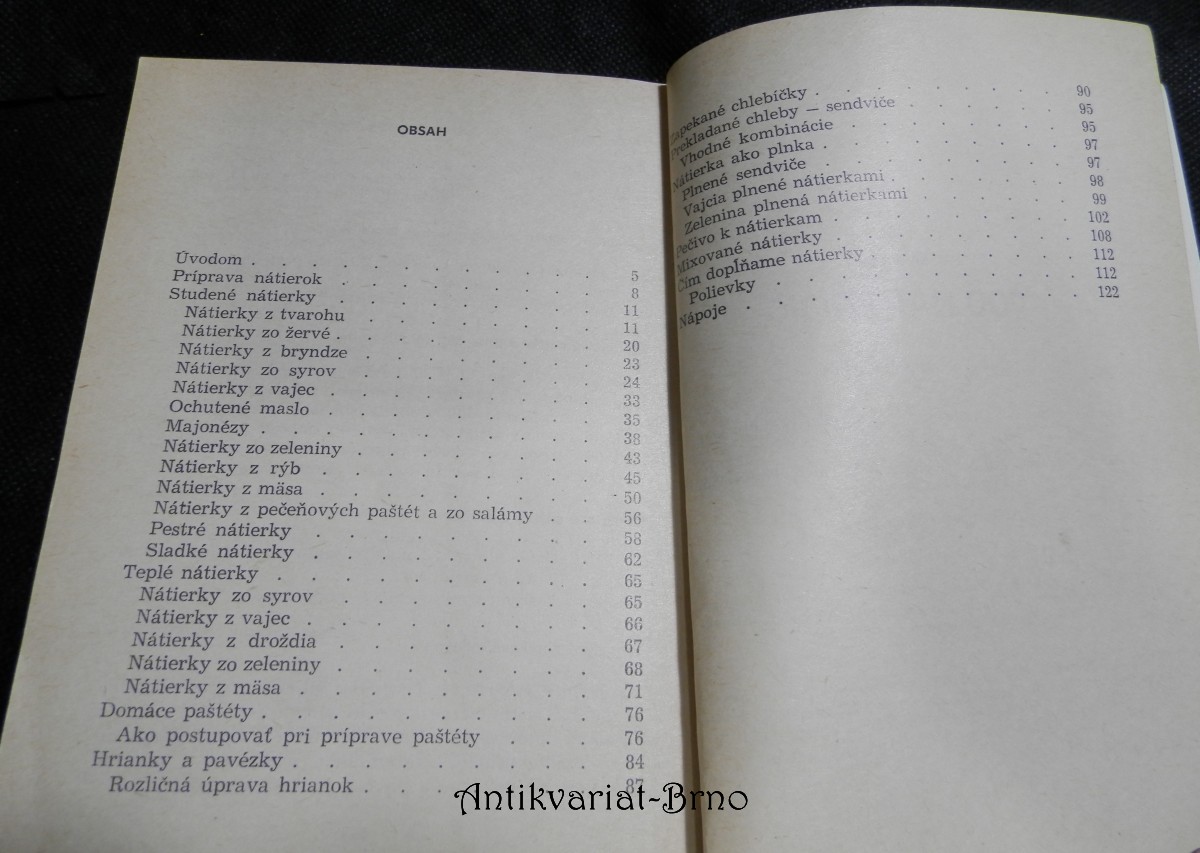 OBSAH
Úvodom . . . . . . . . . . 5
Príprava nátierok . . . . . . . 8
Studené nátierky . . . . . . . 11
Nátierky z tvarohu . . . . . . 11
Nátierky zo žervé . . . . . . . 20
Nátierky z bryndze . . . . . . 23
Nátierky zo syrov . . . . . . 24
Nátierky z vajec . . . . . . . 33
Ochutené maslo . . . . . . . 35
Majonézy . . . . . . . . . 38
Nátierky zo zeleniny . . . . . . 43
Nátierky z rýb . . . . . . . 45
Nátierky z mäsa . . . . . . . 50
Nátierky z pečeňových paštét a zo salámy . . 56
Pestré nátierky . . . . . . . 58
Sladké nátierky . . . . . . . 62
Teplé nátierky . . . . . . . . 65
Nátierky zo syrov . . . . . . 65
Nátierky z vajec . . . . . . . 66
Nátierky z droždia . . . . . . 67
Nátierky zo zeleniny . . . . . . 68
Nátierky z mäsa . . . . . . . 71
Domáce paštéty . . . . . . . . 76
Ako postupovať pri príprave paštéty . . . 76
Hrianky a pavézky . . . . . . . 84
Rozličná úprava hrianok . . . . . 87
Zapekané chlebíčky . . . . . . . 90
Prekladané chleby — sendviče . . . . . 95
Vhodné kombinácie . . . . . . 95
Nátierka ako plnka . . . . . . . 97
Plnené sendviče . . . . . . . 97
Vajcia plnené nátierkami . . . . . 98
Zelenina plnená nátierkami . . . . . 99
Pečivo k nátierkam . . . . . . . 102
Mixované nátierky . . . . . . . 108
Čím dopĺňame nátierky . . . . . . 112
Polievky . . . . . . . . . 112
Nápoje . . . . . . . . . . 122
Antikvariat-Brno